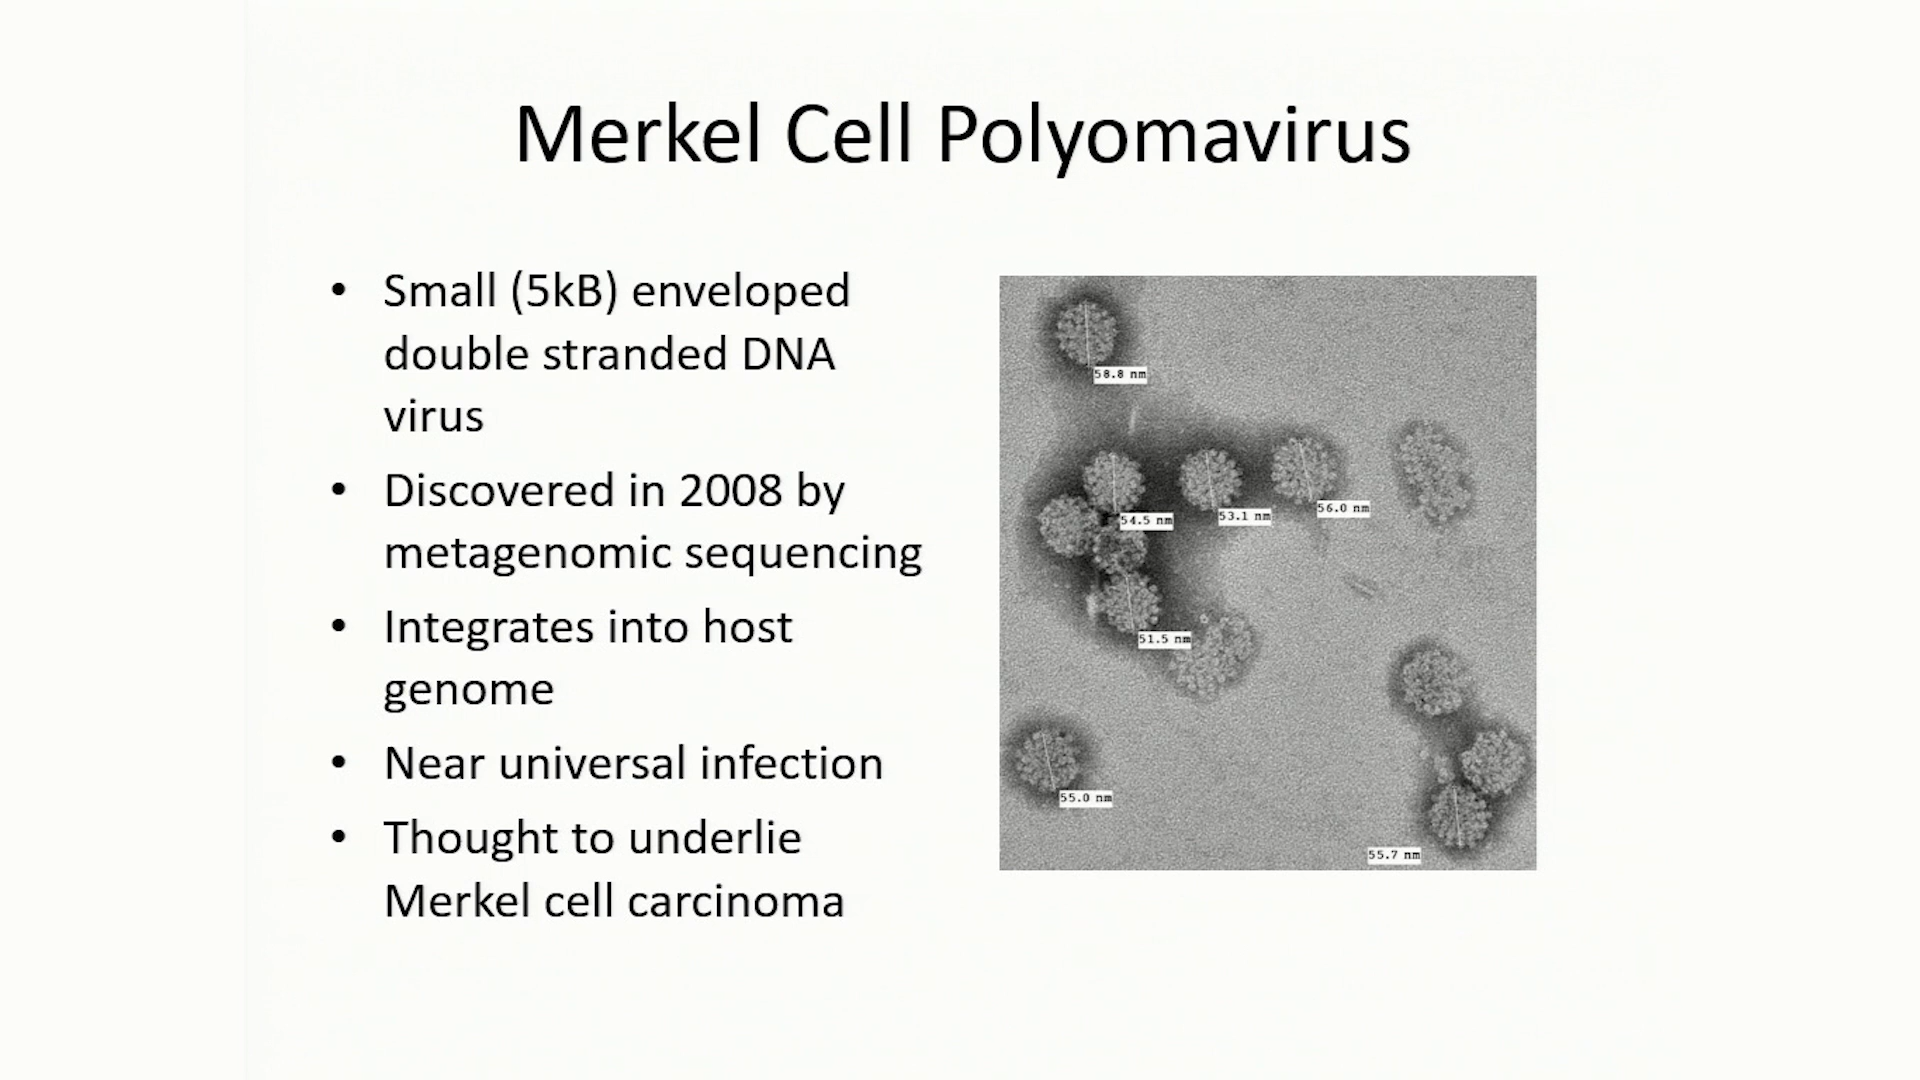 Merkel Cell Polyomavirus
• Small (5kB) enveloped
double stranded DNA
virus
• Discovered in 2008 by
metagenomic sequencing
• Integrates into host
genome
• Near universal infection
• Thought to underlie
Merkel cell carcinoma
58.8 nm
54.5 nm
53.1 nm
56.0 nm
51.5 nm
55.0 nm
55.7 nm